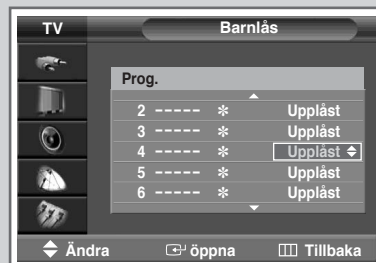 TV Barnlås
Prog.
2 ----- ✻ Upplåst
3 ----- ✻ Upplåst
4 ----- ✻ Upplåst
5 ----- ✻ Upplåst
6 ----- ✻ Upplåst
Ändra öppna Tillbaka